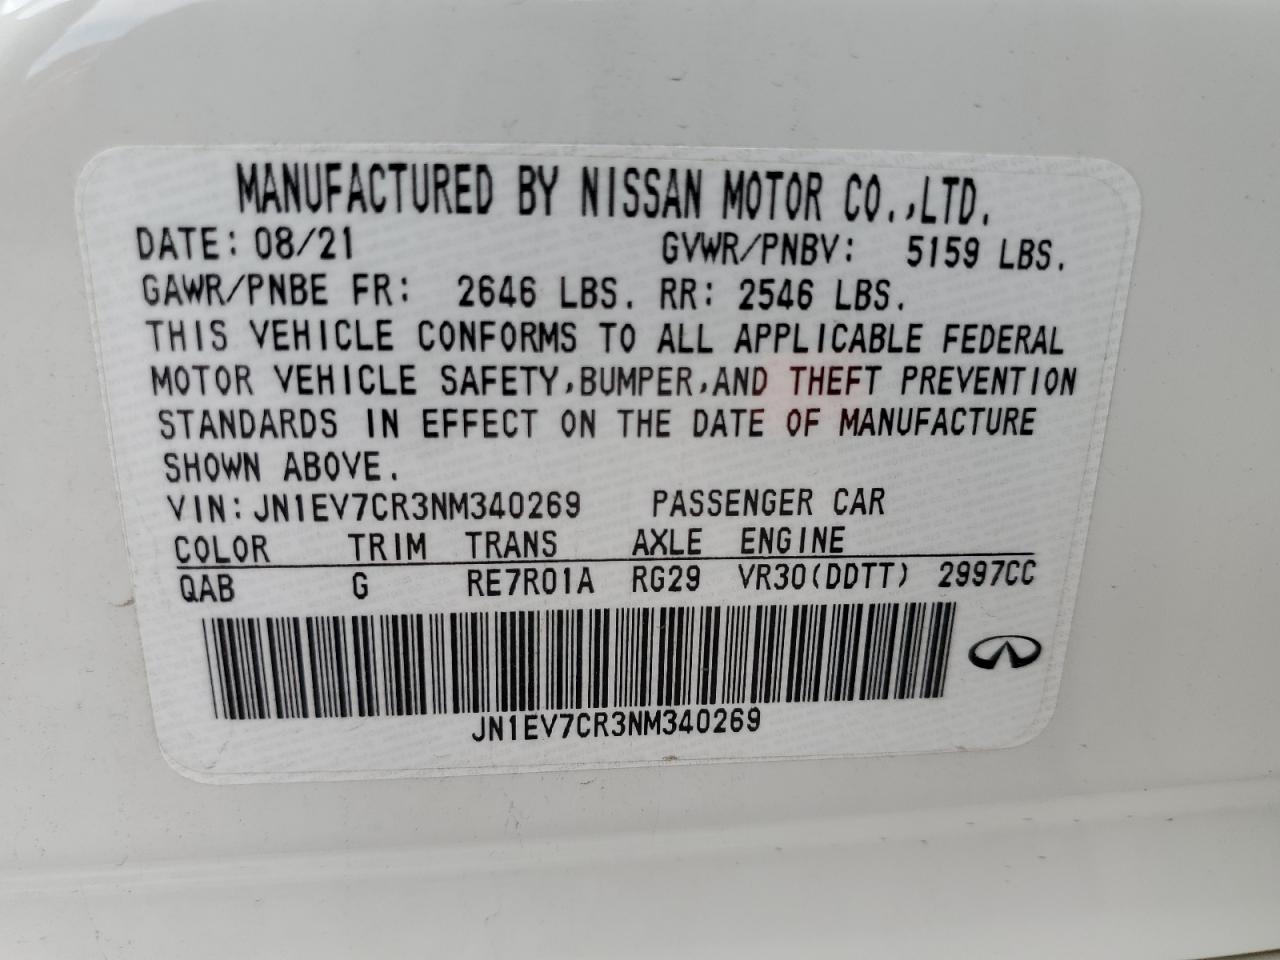 MANUFACTURED BY NISSAN MOTOR CO.,LTD.
DATE: 08/21 GVWR/PNBV: 5159 LBS.
GAWR/PNBE FR: 2646 LBS. RR: 2546 LBS.
THIS VEHICLE CONFORMS TO ALL APPLICABLE FEDERAL
MOTOR VEHICLE SAFETY,BUMPER,AND THEFT PREVENTION
STANDARDS IN EFFECT ON THE DATE OF MANUFACTURE
SHOWN ABOVE.
VIN: JN1EV7CR3NM340269 PASSENGER CAR
COLOR TRIM TRANS AXLE ENGINE
QAB G RE7R01A RG29 VR30(DDTT) 2997CC
JN1EV7CR3NM340269